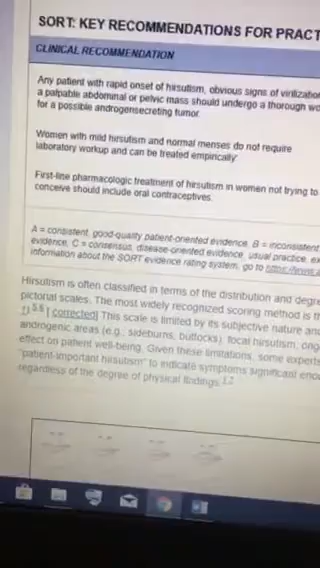 SORT: KEY RECOMMENDATIONS FOR PRACT
CLINICAL RECOMMENDATION
Any patient with rapid onset of hirsutism, obvious signs of virilization
a palpable abdominal or pelvic mass should undergo a thorough wo
for a possible androgensecreting tumor.
Women with mild hirsutism and normal menses do not require
laboratory workup and can be treated empirically
First-line pharmacologic treatment of hirsutism in women not trying to
conceive should include oral contraceptives.
A = consistent, good-quality patient-oriented evidence, B = inconsistent
evidence, C = consensus, disease-oriented evidence, usual practice, ex
information about the SORT evidence rating system, go to https://www.a
Hirsutism is often classified in terms of the distribution and degre
pictorial scales. The most widely recognized scoring method is th
1) 5,6 [ corrected] This scale is limited by its subjective nature and
androgenic areas (e.g., sideburns, buttocks), focal hirsutism, ong
effect on patient well-being. Given these limitations, some experts
"patient-important hirsutism" to indicate symptoms significant enou
regardless of the degree of physical findings.